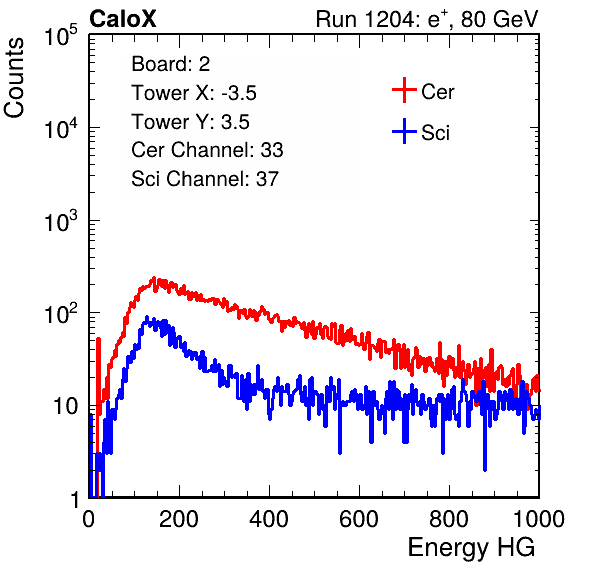 CaloX Run 1204: e⁺, 80 GeV
Counts
Board: 2
Tower X: -3.5
Tower Y: 3.5
Cer Channel: 33
Sci Channel: 37
Cer
Sci
10⁵
10⁴
10³
10²
10
1
0 200 400 600 800 1000
Energy HG